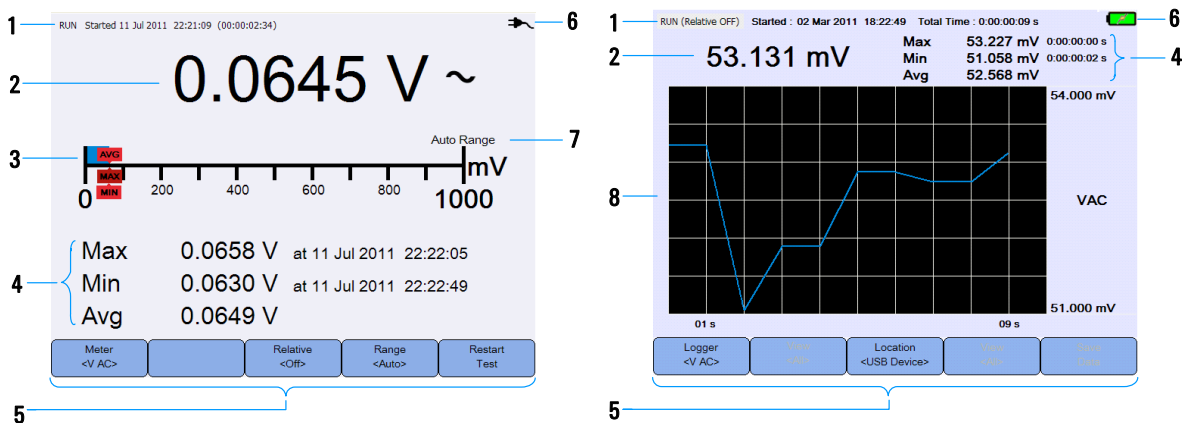 1 RUN Started 11 Jul 2011 22:21:09 (00:00:02:34) 6
2 0.0645 V ~
Auto Range 7
3 AVG
MAX
MIN
mV
200 400 600 800
0 1000
4
Max 0.0658 V at 11 Jul 2011 22:22:05
Min 0.0630 V at 11 Jul 2011 22:22:49
Avg 0.0649 V
Meter
<V AC>
Relative
<Off>
Range
<Auto>
Restart
Test
5
1 RUN (Relative OFF) Started : 02 Mar 2011 18:22:49 Total Time : 0:00:00:09 s 6
2 53.131 mV
Max 53.227 mV 0:00:00:00 s
Min 51.058 mV 0:00:00:02 s
Avg 52.568 mV
4
54.000 mV
8 VAC
51.000 mV
01 s 09 s
Logger
<V AC>
Location
<USB Device>
5